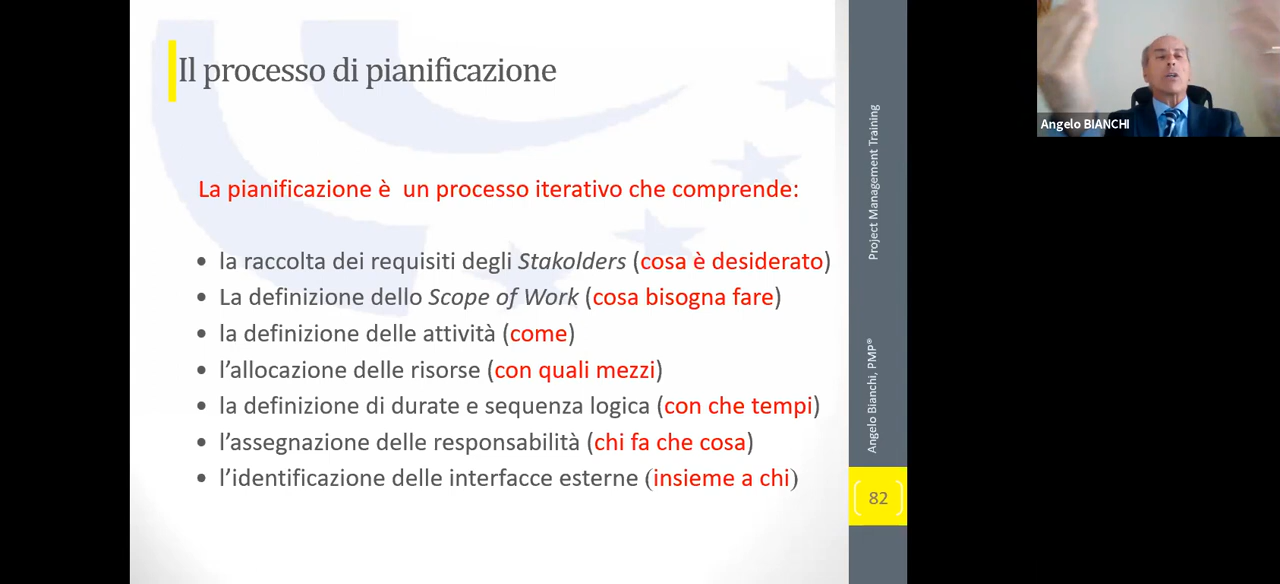 Il processo di pianificazione
La pianificazione è un processo iterativo che comprende:
• la raccolta dei requisiti degli Stakolders (cosa è desiderato)
• La definizione dello Scope of Work (cosa bisogna fare)
• la definizione delle attività (come)
• l’allocazione delle risorse (con quali mezzi)
• la definizione di durate e sequenza logica (con che tempi)
• l’assegnazione delle responsabilità (chi fa che cosa)
• l’identificazione delle interfacce esterne (insieme a chi)
Project Management Training
Angelo Bianchi, PMP®
82
Angelo BIANCHI